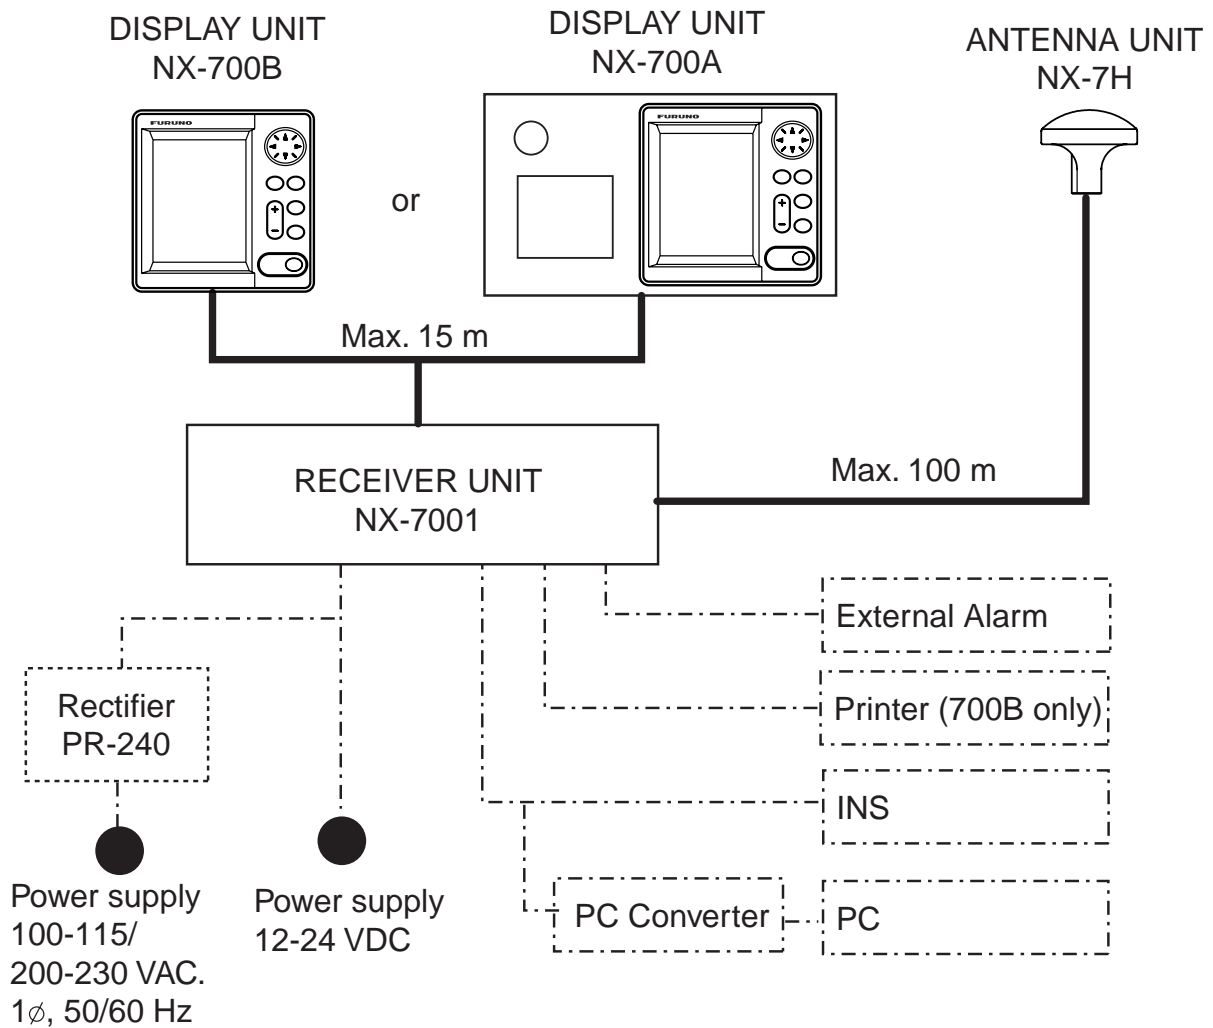 DISPLAY UNIT
NX-700B
DISPLAY UNIT
NX-700A
ANTENNA UNIT
NX-7H
FURUNO
FURUNO
+
-
or
+
-
Max. 15 m
RECEIVER UNIT
NX-7001
Max. 100 m
External Alarm
Rectifier
PR-240
Printer (700B only)
INS
Power supply
100-115/
200-230 VAC.
1ø, 50/60 Hz
Power supply
12-24 VDC
PC Converter
PC